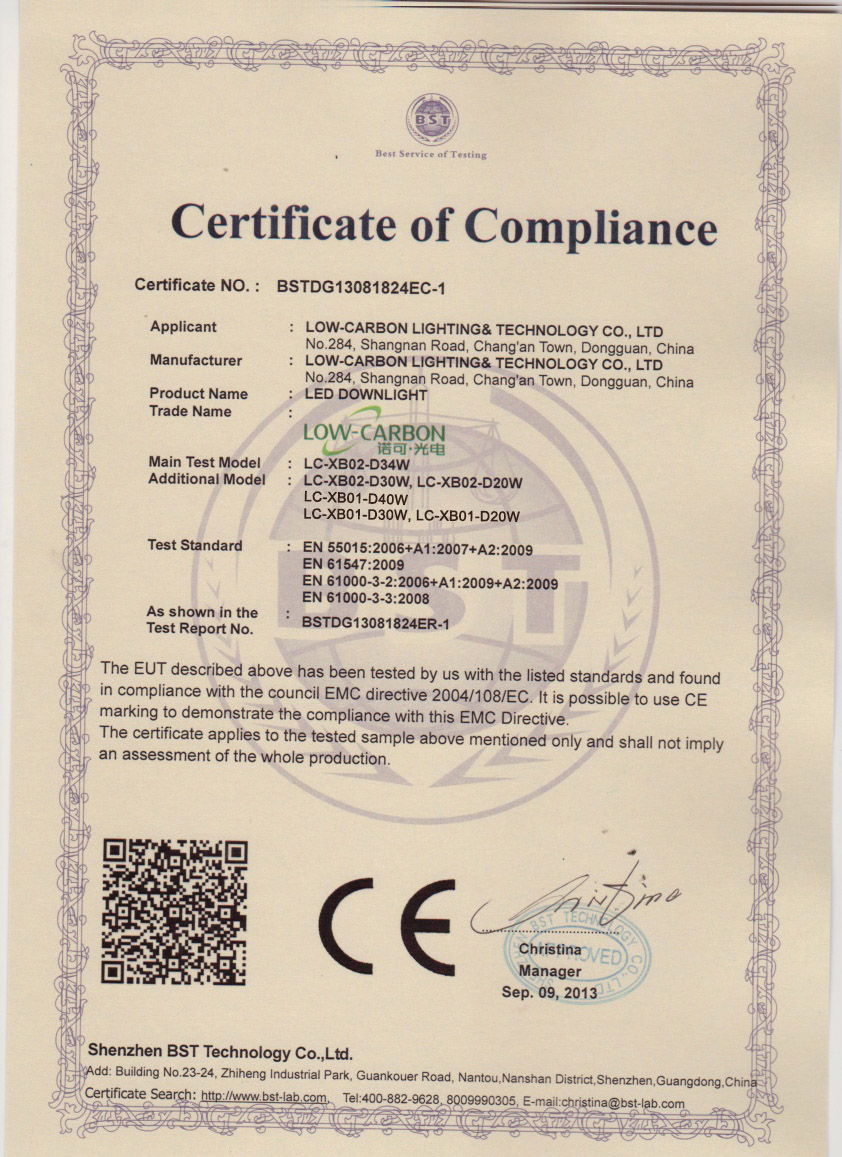 BST
Best Service of Testing
Certificate of Compliance
Certificate NO. : BSTDG13081824EC-1
Applicant : LOW-CARBON LIGHTING& TECHNOLOGY CO., LTD
No.284, Shangnan Road, Chang'an Town, Dongguan, China
Manufacturer : LOW-CARBON LIGHTING& TECHNOLOGY CO., LTD
No.284, Shangnan Road, Chang'an Town, Dongguan, China
Product Name : LED DOWNLIGHT
Trade Name :
LOW-CARBON
诺可·光电
Main Test Model : LC-XB02-D34W
Additional Model : LC-XB02-D30W, LC-XB02-D20W
LC-XB01-D40W
LC-XB01-D30W, LC-XB01-D20W
Test Standard : EN 55015:2006+A1:2007+A2:2009
EN 61547:2009
EN 61000-3-2:2006+A1:2009+A2:2009
EN 61000-3-3:2008
As shown in the :
Test Report No. BSTDG13081824ER-1
BST
The EUT described above has been tested by us with the listed standards and found
in compliance with the council EMC directive 2004/108/EC. It is possible to use CE
marking to demonstrate the compliance with this EMC Directive.
The certificate applies to the tested sample above mentioned only and shall not imply
an assessment of the whole production.
CE
Christina
SHENZHEN BST TECHNOLOGY CO.,LTD
APPROVED
Christina
Manager
Sep. 09, 2013
Shenzhen BST Technology Co.,Ltd.
Add: Building No.23-24, Zhiheng Industrial Park, Guankouer Road, Nantou,Nanshan District,Shenzhen,Guangdong,China
Certificate Search: http://www.bst-lab.com, Tel:400-882-9628, 8009990305, E-mail:christina@bst-lab.com